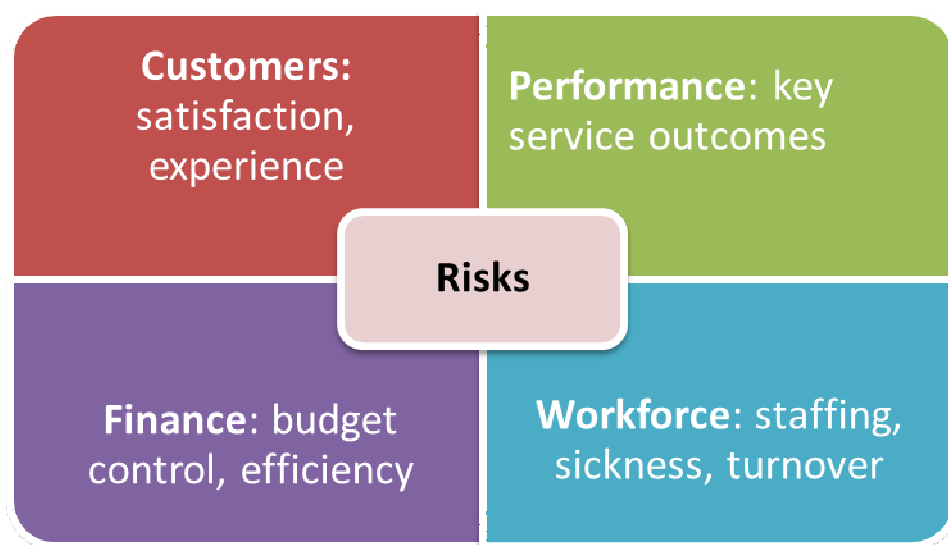 Customers:
satisfaction,
experience
Performance: key
service outcomes
Risks
Finance: budget
control, efficiency
Workforce: staffing,
sickness, turnover